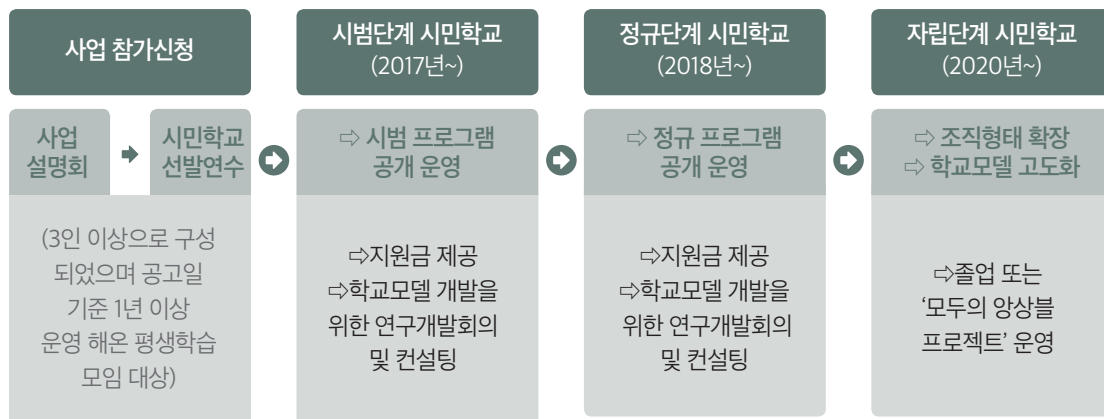 사업 참가신청
사업
설명회
시민학교
선발연수
(3인 이상으로 구성
되었으며 공고일
기준 1년 이상
운영 해온 평생학습
모임 대상)
시범단계 시민학교
(2017년~)
⇨ 시범 프로그램
공개 운영
⇨지원금 제공
⇨학교모델 개발을
위한 연구개발회의
및 컨설팅
정규단계 시민학교
(2018년~)
⇨ 정규 프로그램
공개 운영
⇨지원금 제공
⇨학교모델 개발을
위한 연구개발회의
및 컨설팅
자립단계 시민학교
(2020년~)
⇨ 조직형태 확장
⇨ 학교모델 고도화
⇨졸업 또는
‘모두의 앙상블
프로젝트’ 운영